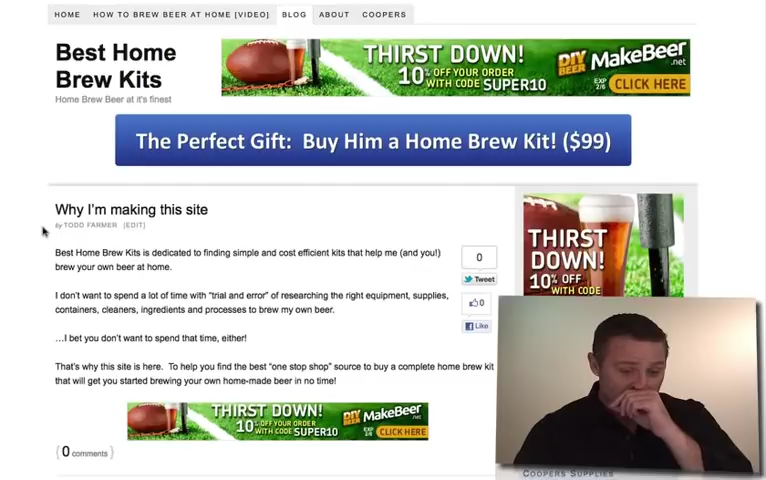 HOME HOW TO BREW BEER AT HOME [VIDEO] BLOG ABOUT COOPERS
Best Home
Brew Kits
Home Brew Beer at it's finest
THIRST DOWN!
10% OFF YOUR ORDER
WITH CODE SUPER10
DIY BEER MakeBeer.net
EXP 2/6 CLICK HERE
The Perfect Gift: Buy Him a Home Brew Kit! ($99)
Why I'm making this site
by TODD FARMER [EDIT]
Best Home Brew Kits is dedicated to finding simple and cost efficient kits that help me (and you!)
brew your own beer at home.
I don't want to spend a lot of time with "trial and error" of researching the right equipment, supplies,
containers, cleaners, ingredients and processes to brew my own beer.
…I bet you don't want to spend that time, either!
That's why this site is here. To help you find the best "one stop shop" source to buy a complete home brew kit
that will get you started brewing your own home-made beer in no time!
0
Tweet
0
Like
THIRST
DOWN!
10% OFF
WITH CODE
THIRST DOWN!
10% OFF YOUR ORDER
WITH CODE SUPER10
DIY BEER MakeBeer.net
EXP 2/6 CLICK HERE
{ 0 comments }
COOPERS SUPPLIES